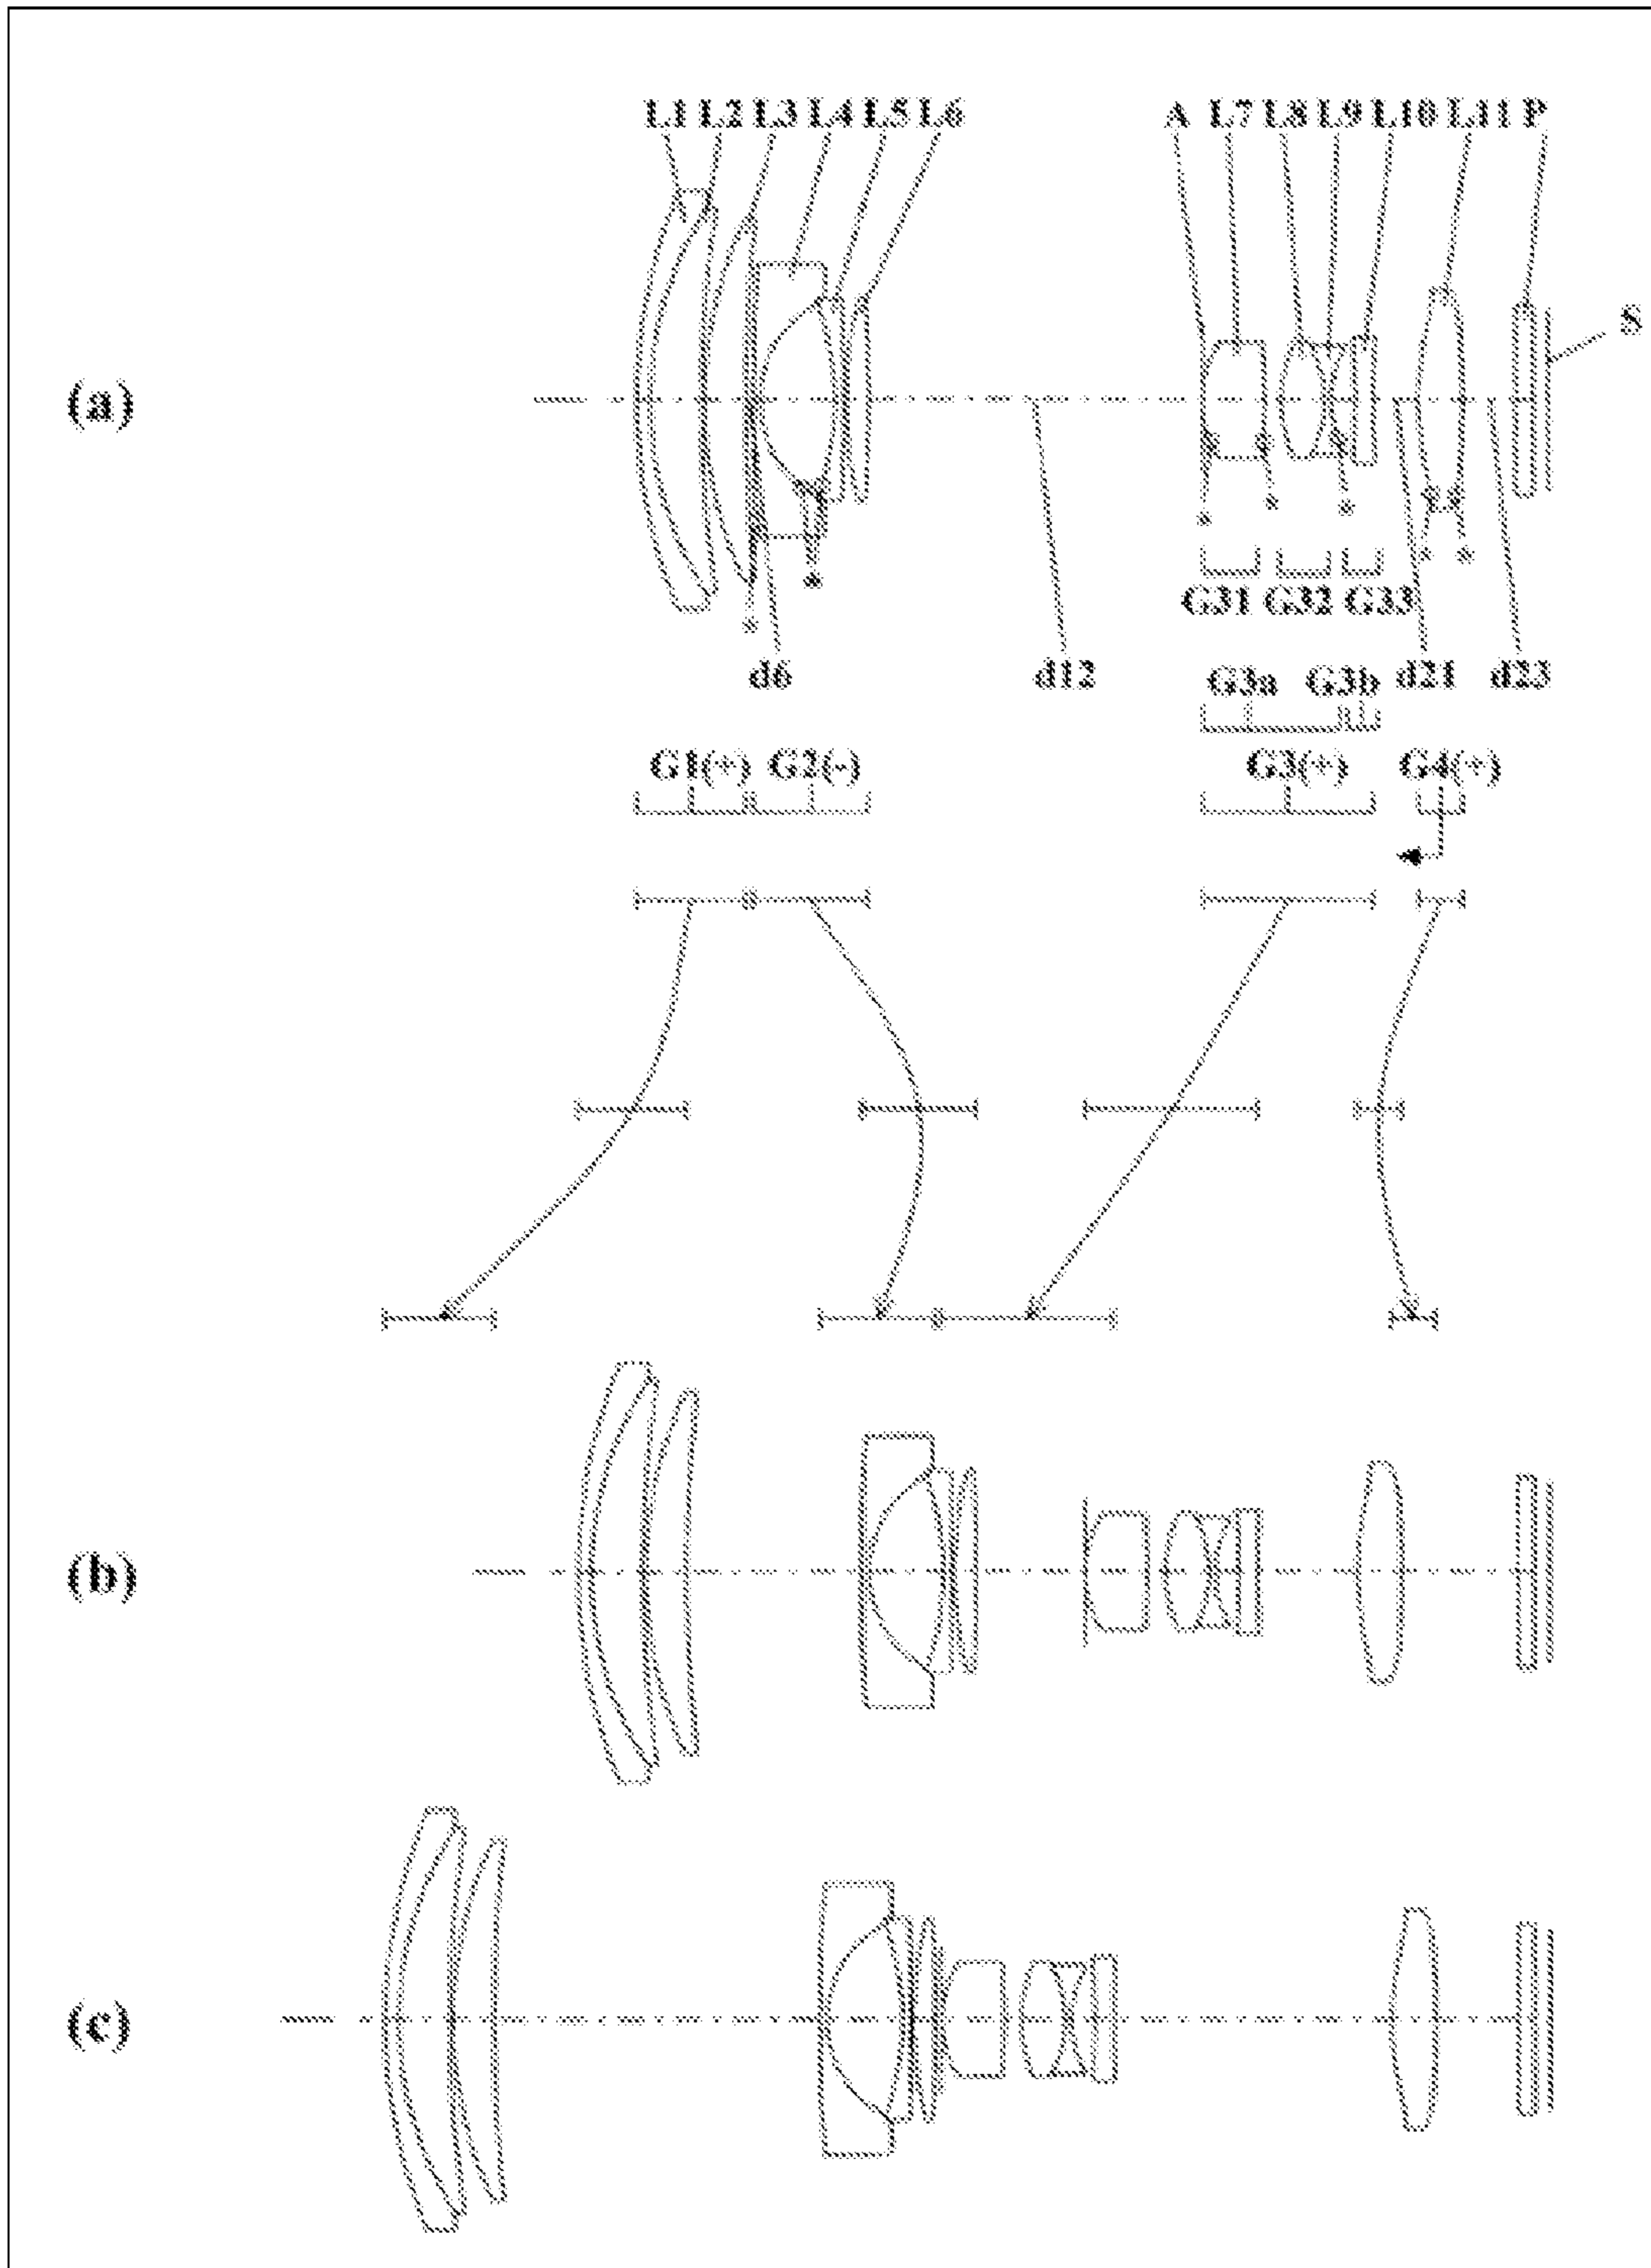 L1 L2 L3 L4 L5 L6 A L7 L8 L9 L10 L11 P
S
(a)
* * * * * * *
G31 G32 G33
d6 d12 d21 d23
G3a G3b
G1(+) G2(-) G3(+) G4(+)
(b)
(c)